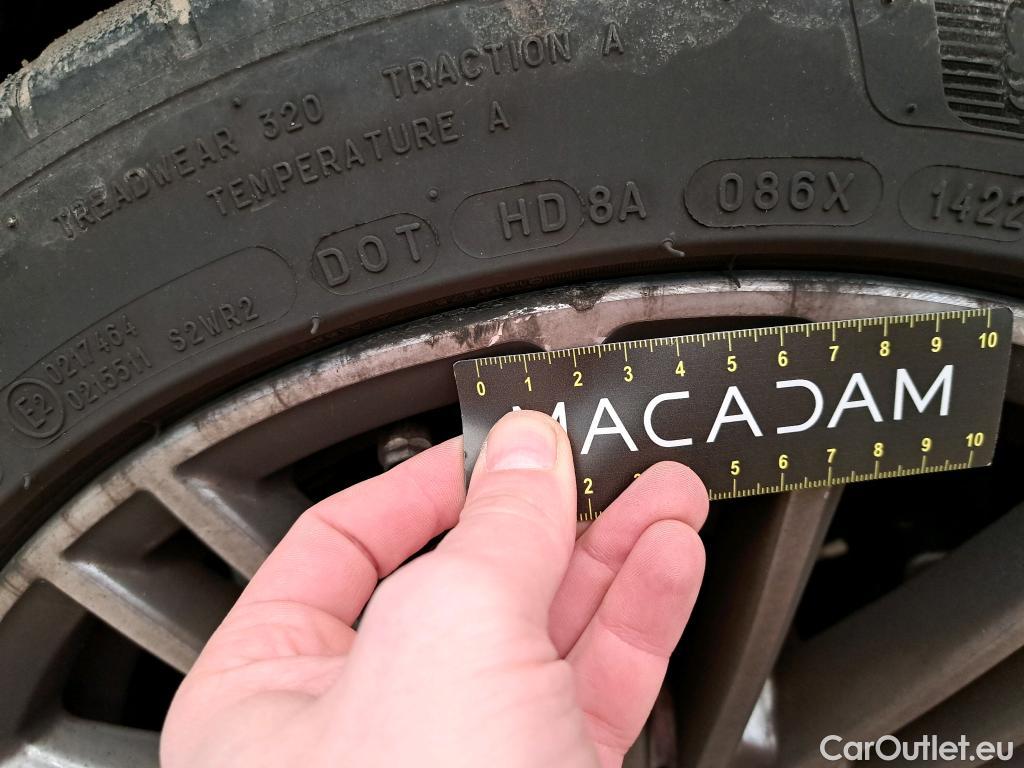 TREADWEAR 320 TRACTION A
TEMPERATURE A
DOT HD 8A 086X 1422
E2 0217464
0215511 S2WR2
0 1 2 3 4 5 6 7 8 9 10
MACADAM
2 5 6 7 8 9 10
CarOutlet.eu